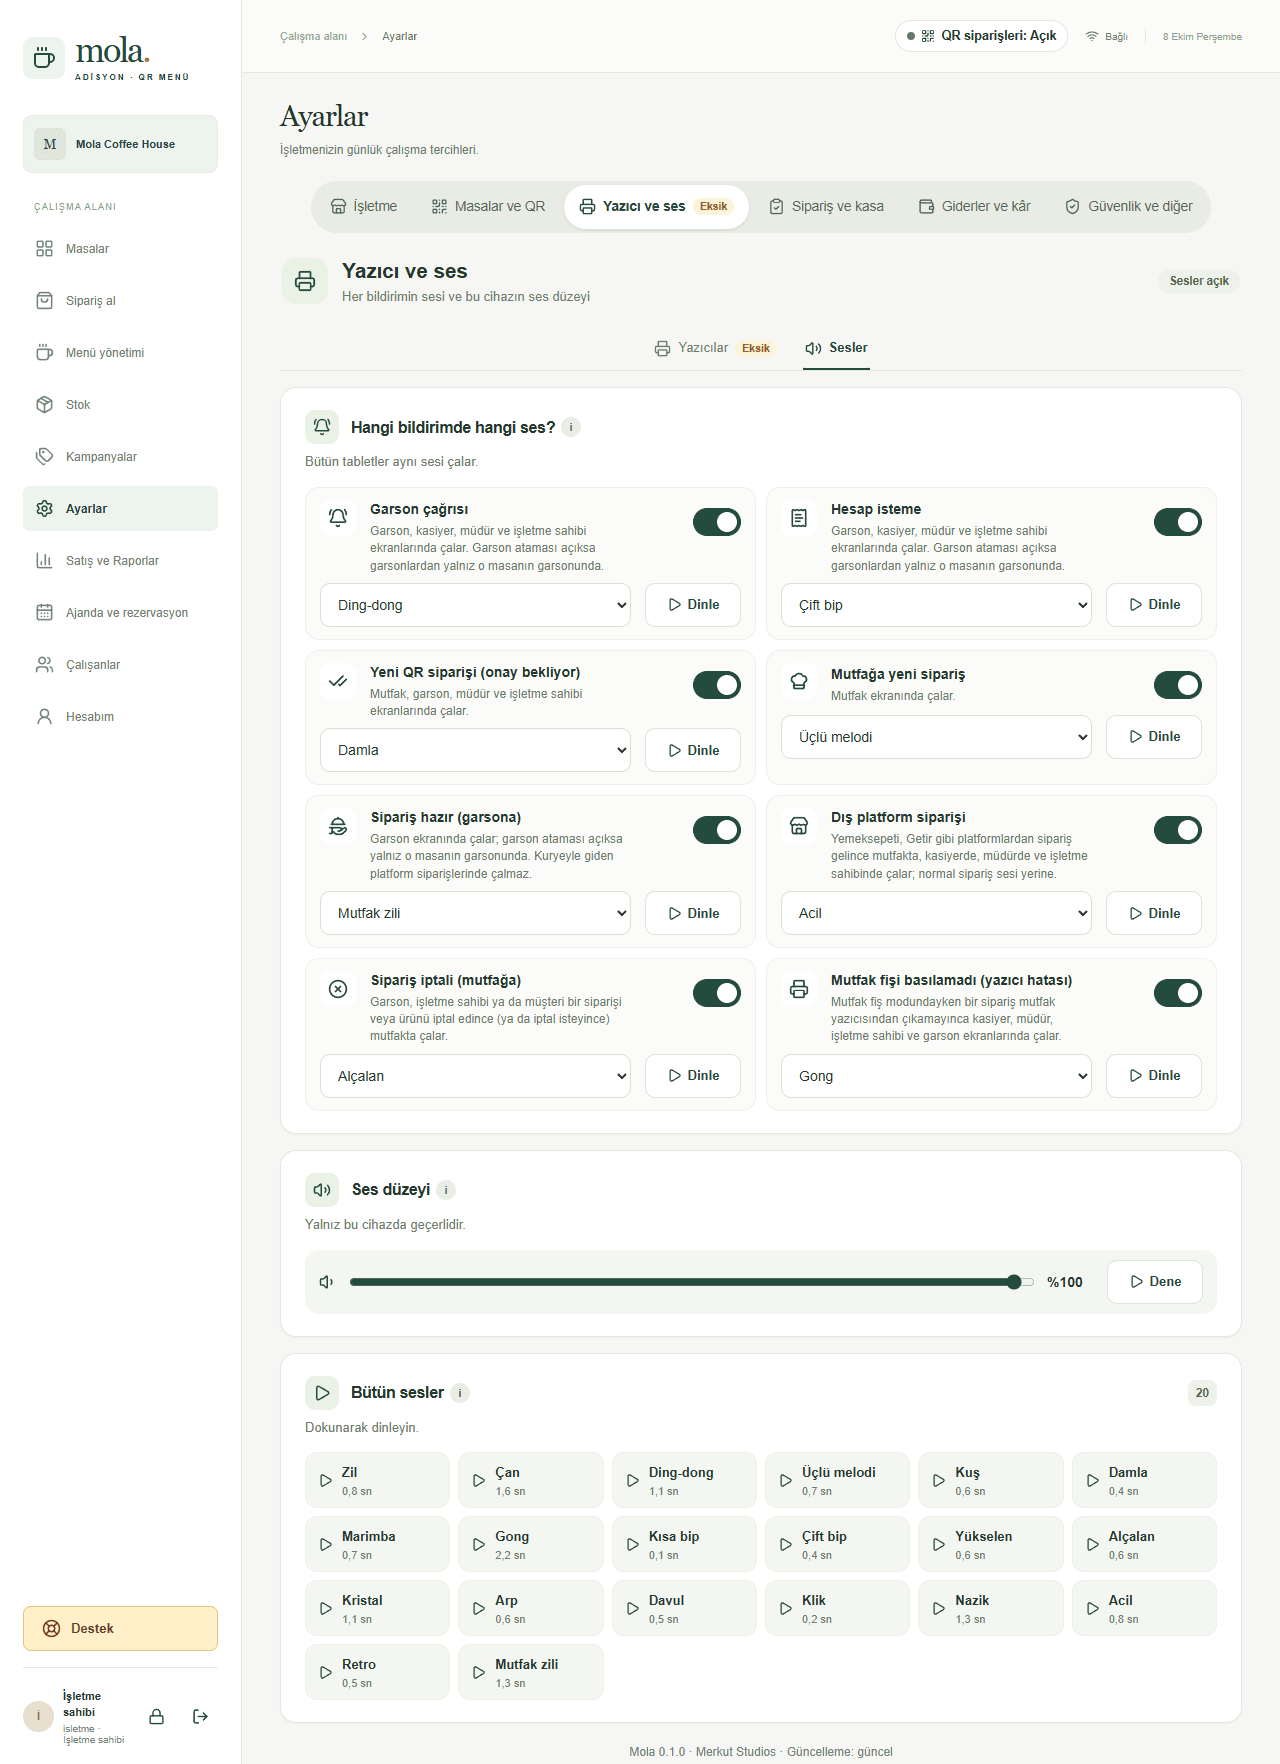 mola.
ADİSYON · QR MENÜ
M
Mola Coffee House
ÇALIŞMA ALANI
Masalar
Sipariş al
Menü yönetimi
Stok
Kampanyalar
Ayarlar
Satış ve Raporlar
Ajanda ve rezervasyon
Çalışanlar
Hesabım
Destek
İ
İşletme
sahibi
isletme ·
İşletme sahibi
Çalışma alanı
Ayarlar
QR siparişleri: Açık
Bağlı
8 Ekim Perşembe
Ayarlar
İşletmenizin günlük çalışma tercihleri.
İşletme
Masalar ve QR
Yazıcı ve ses
Eksik
Sipariş ve kasa
Giderler ve kâr
Güvenlik ve diğer
Yazıcı ve ses
Her bildirimin sesi ve bu cihazın ses düzeyi
Sesler açık
Yazıcılar
Eksik
Sesler
Hangi bildirimde hangi ses?
i
Bütün tabletler aynı sesi çalar.
Garson çağrısı
Garson, kasiyer, müdür ve işletme sahibi
ekranlarında çalar. Garson ataması açıksa
garsonlardan yalnız o masanın garsonunda.
Ding-dong
Dinle
Hesap isteme
Garson, kasiyer, müdür ve işletme sahibi
ekranlarında çalar. Garson ataması açıksa
garsonlardan yalnız o masanın garsonunda.
Çift bip
Dinle
Yeni QR siparişi (onay bekliyor)
Mutfak, garson, müdür ve işletme sahibi
ekranlarında çalar.
Damla
Dinle
Mutfağa yeni sipariş
Mutfak ekranında çalar.
Üçlü melodi
Dinle
Sipariş hazır (garsona)
Garson ekranında çalar; garson ataması açıksa
yalnız o masanın garsonunda. Kuryeyle giden
platform siparişlerinde çalmaz.
Mutfak zili
Dinle
Dış platform siparişi
Yemeksepeti, Getir gibi platformlardan sipariş
gelince mutfakta, kasiyerde, müdürde ve işletme
sahibinde çalar; normal sipariş sesi yerine.
Acil
Dinle
Sipariş iptali (mutfağa)
Garson, işletme sahibi ya da müşteri bir siparişi
veya ürünü iptal edince (ya da iptal isteyince)
mutfakta çalar.
Alçalan
Dinle
Mutfak fişi basılamadı (yazıcı hatası)
Mutfak fiş modundayken bir sipariş mutfak
yazıcısından çıkamayınca kasiyer, müdür,
işletme sahibi ve garson ekranlarında çalar.
Gong
Dinle
Ses düzeyi
i
Yalnız bu cihazda geçerlidir.
%100
Dene
Bütün sesler
i
20
Dokunarak dinleyin.
Zil
0,8 sn
Çan
1,6 sn
Ding-dong
1,1 sn
Üçlü melodi
0,7 sn
Kuş
0,6 sn
Damla
0,4 sn
Marimba
0,7 sn
Gong
2,2 sn
Kısa bip
0,1 sn
Çift bip
0,4 sn
Yükselen
0,6 sn
Alçalan
0,6 sn
Kristal
1,1 sn
Arp
0,6 sn
Davul
0,5 sn
Klik
0,2 sn
Nazik
1,3 sn
Acil
0,8 sn
Retro
0,5 sn
Mutfak zili
1,3 sn
Mola 0.1.0 · Merkut Studios · Güncelleme: güncel